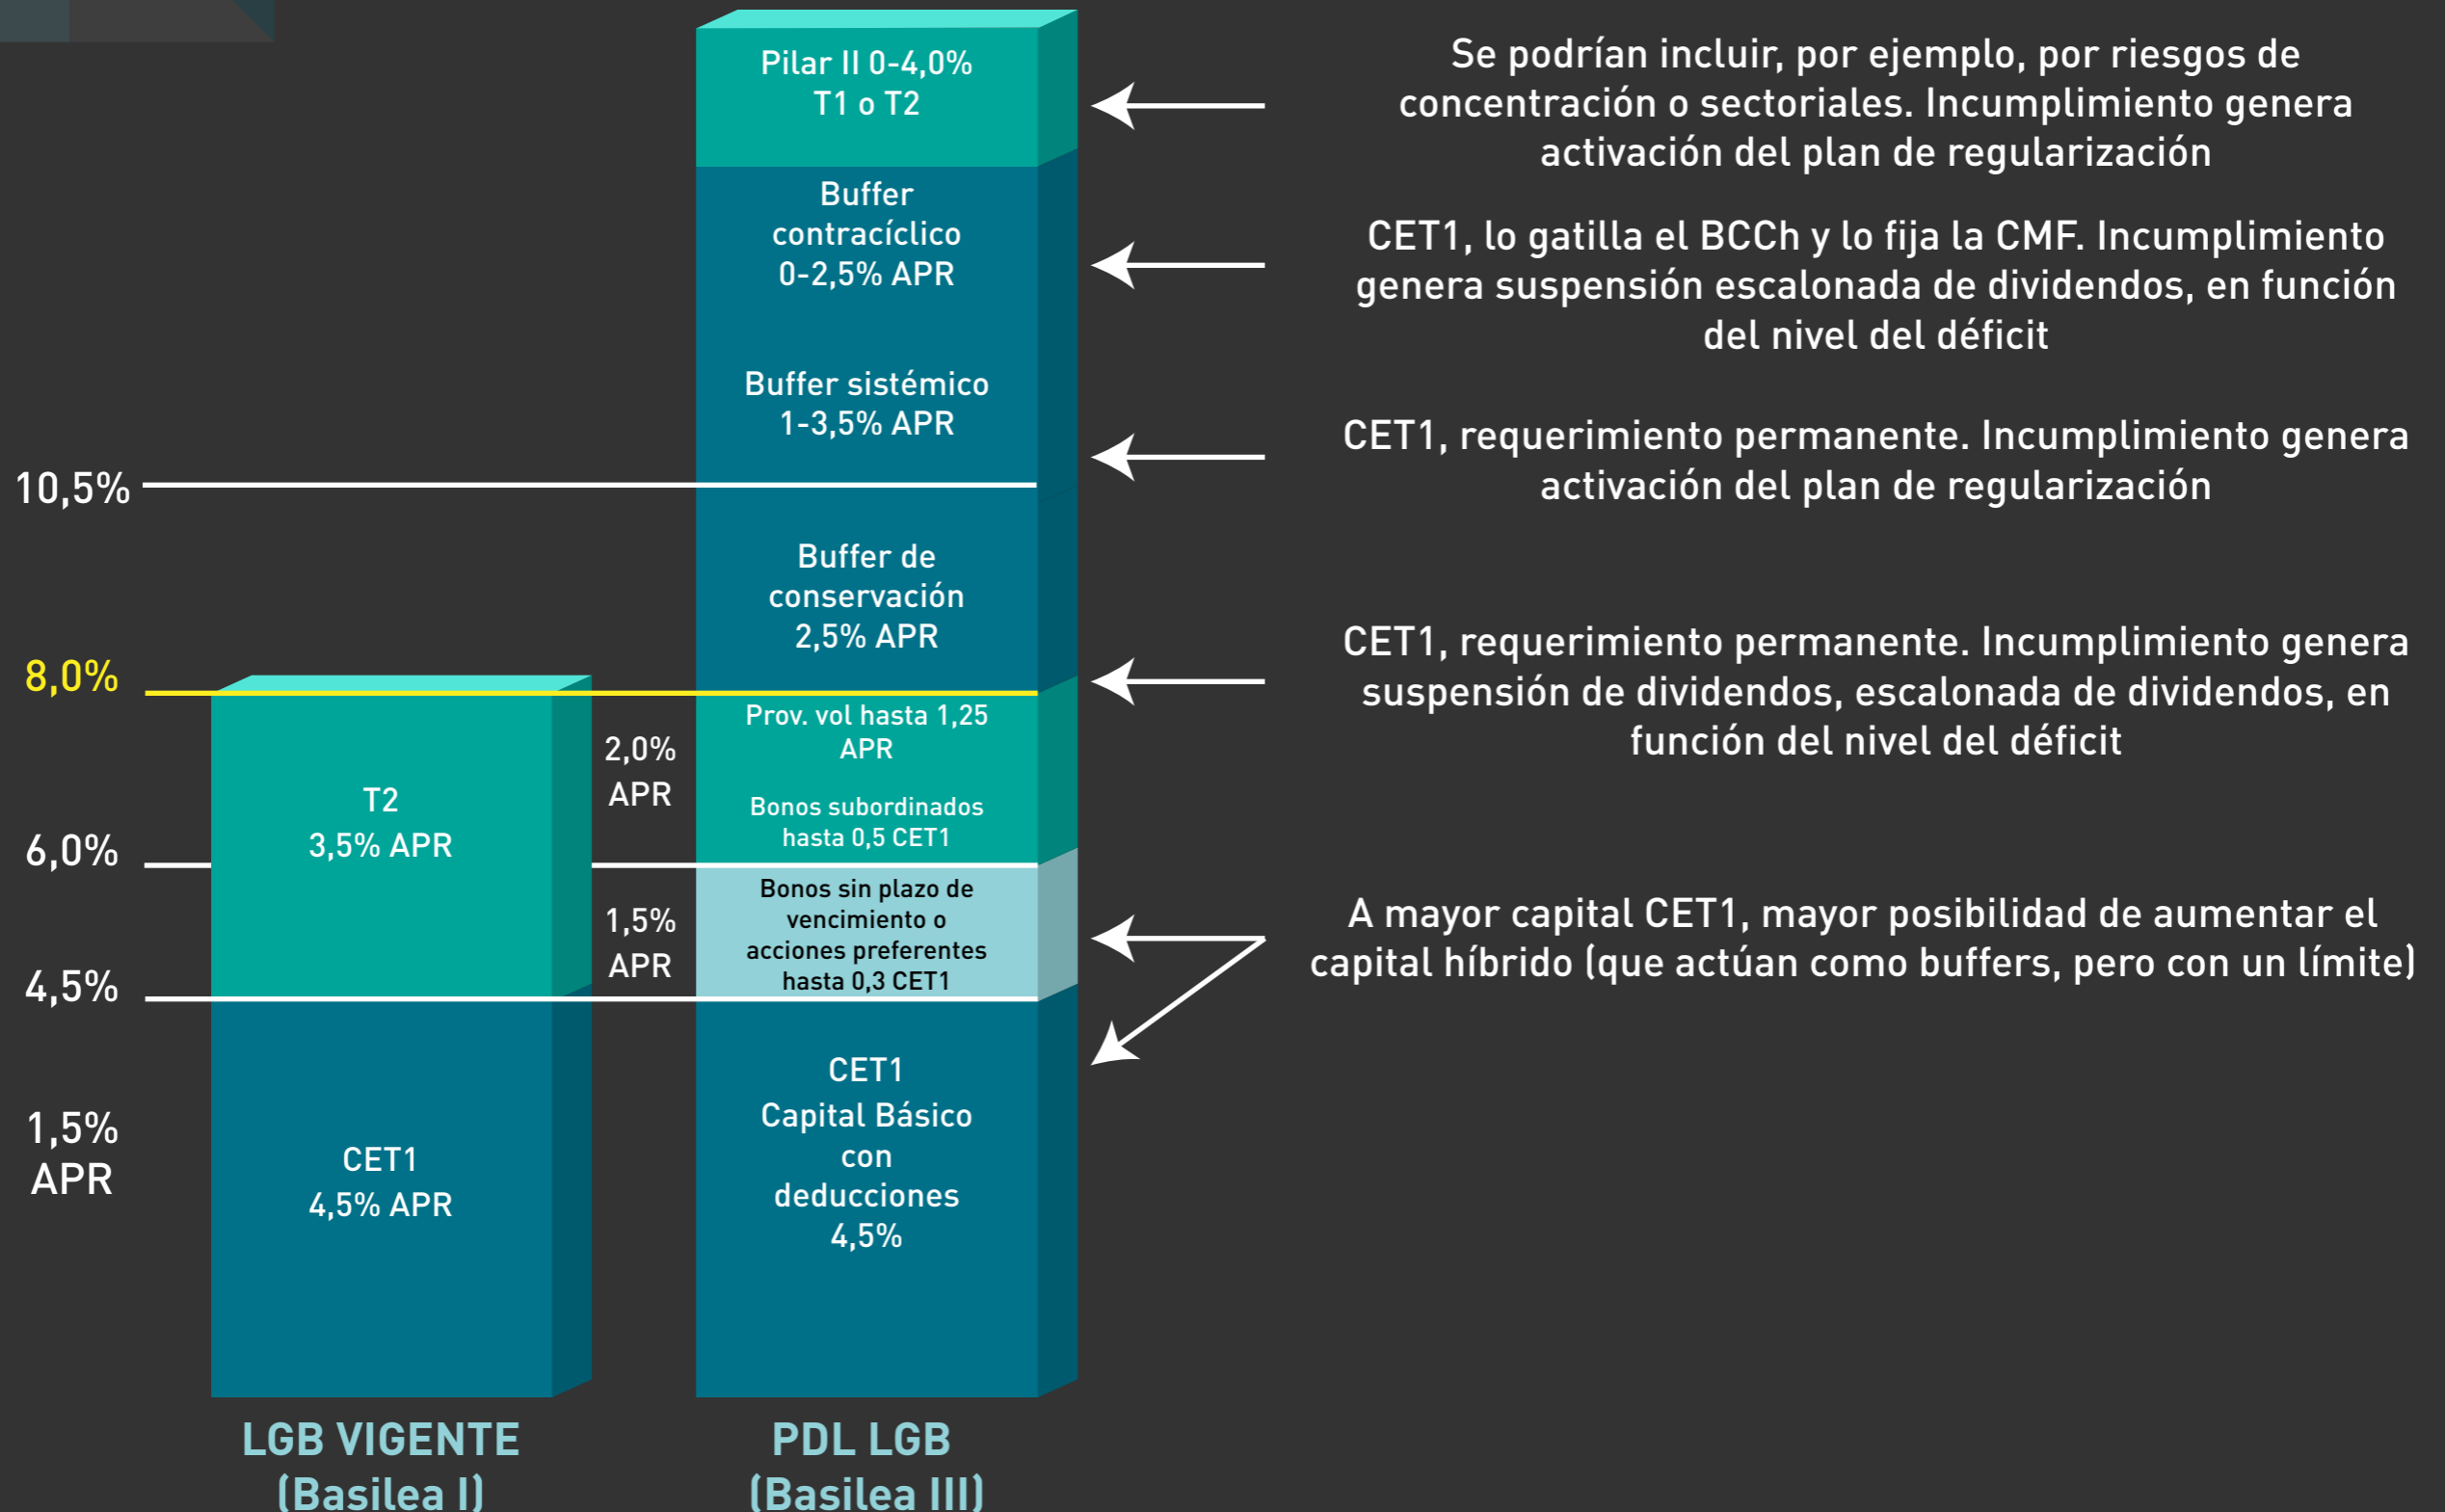 Pilar II 0-4,0%
T1 o T2
Buffer
contracíclico
0-2,5% APR
Buffer sistémico
1-3,5% APR
Buffer de
conservación
2,5% APR
Prov. vol hasta 1,25
APR
Bonos subordinados
hasta 0,5 CET1
Bonos sin plazo de
vencimiento o
acciones preferentes
hasta 0,3 CET1
CET1
Capital Básico
con
deducciones
4,5%
10,5%
8,0%
6,0%
4,5%
1,5%
APR
T2
3,5% APR
CET1
4,5% APR
2,0%
APR
1,5%
APR
Se podrían incluir, por ejemplo, por riesgos de
concentración o sectoriales. Incumplimiento genera
activación del plan de regularización
CET1, lo gatilla el BCCh y lo fija la CMF. Incumplimiento
genera suspensión escalonada de dividendos, en función
del nivel del déficit
CET1, requerimiento permanente. Incumplimiento genera
activación del plan de regularización
CET1, requerimiento permanente. Incumplimiento genera
suspensión de dividendos, escalonada de dividendos, en
función del nivel del déficit
A mayor capital CET1, mayor posibilidad de aumentar el
capital híbrido (que actúan como buffers, pero con un límite)
LGB VIGENTE
(Basilea I)
PDL LGB
(Basilea III)